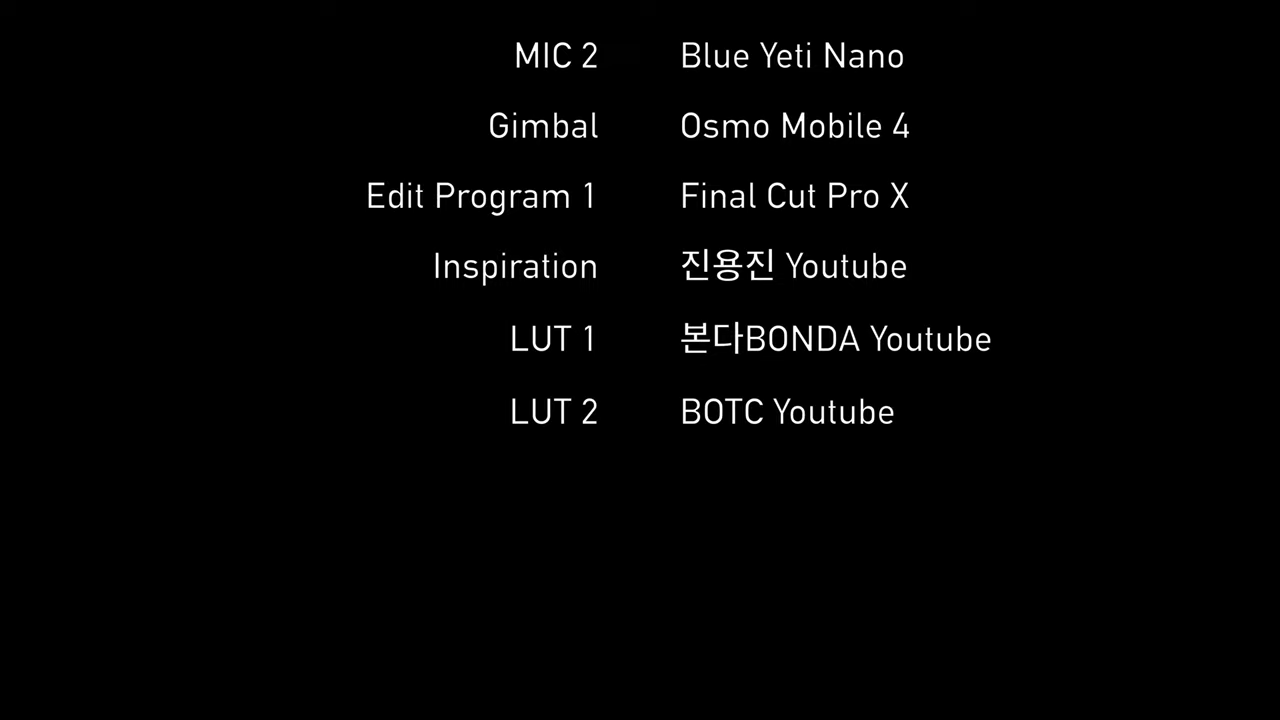 MIC 2 Blue Yeti Nano
Gimbal Osmo Mobile 4
Edit Program 1 Final Cut Pro X
Inspiration 진용진 Youtube
LUT 1 본다BONDA Youtube
LUT 2 BOTC Youtube